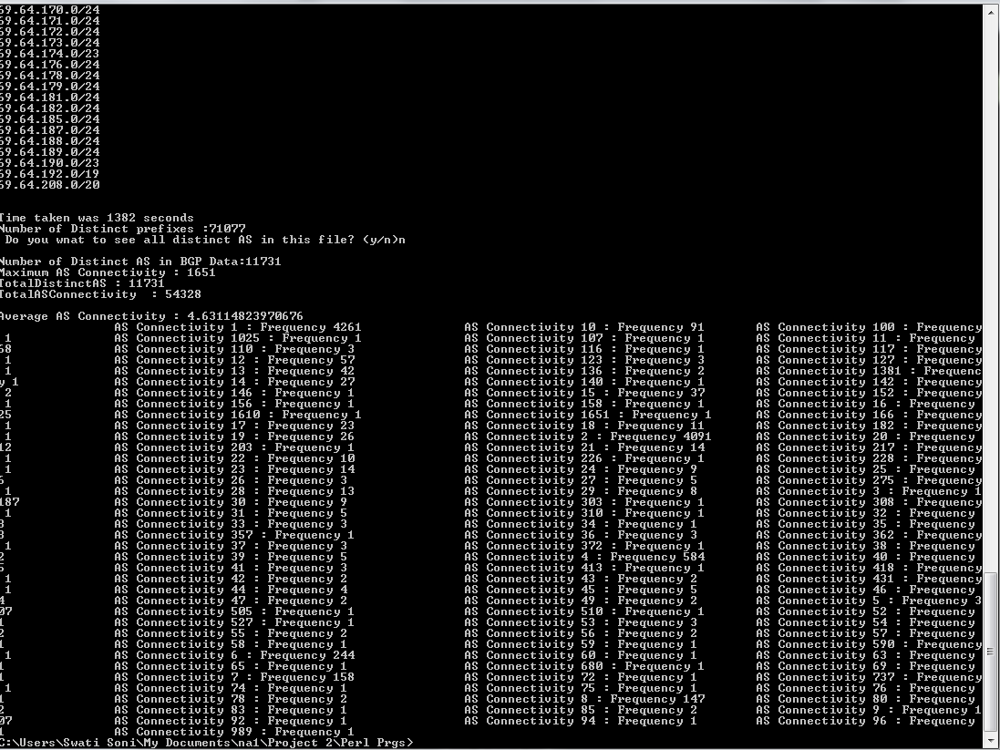 69.64.170.0/24
69.64.171.0/24
69.64.172.0/24
69.64.173.0/24
69.64.174.0/23
69.64.176.0/24
69.64.178.0/24
69.64.179.0/24
69.64.181.0/24
69.64.182.0/24
69.64.185.0/24
69.64.187.0/24
69.64.188.0/24
69.64.189.0/24
69.64.190.0/23
69.64.192.0/19
69.64.208.0/20
Time taken was 1382 seconds
Number of Distinct prefixes :71077
Do you wnat to see all distinct AS in this file? (y/n)n
Number of Distinct AS in BGP Data:11731
Maximum AS Connectivity : 1651
TotalDistinctAS : 11731
TotalASConnectivity  : 54328
Average AS Connectivity : 4.63114823970676
AS Connectivity 1 : Frequency 4261 AS Connectivity 10 : Frequency 91 AS Connectivity 100 : Frequency
1 AS Connectivity 1025 : Frequency 1 AS Connectivity 107 : Frequency 1 AS Connectivity 11 : Frequency
68 AS Connectivity 110 : Frequency 3 AS Connectivity 116 : Frequency 1 AS Connectivity 117 : Frequency
1 AS Connectivity 12 : Frequency 57 AS Connectivity 123 : Frequency 3 AS Connectivity 127 : Frequency
1 AS Connectivity 13 : Frequency 42 AS Connectivity 136 : Frequency 2 AS Connectivity 1381 : Frequenc
y 1 AS Connectivity 14 : Frequency 27 AS Connectivity 140 : Frequency 1 AS Connectivity 142 : Frequency
2 AS Connectivity 146 : Frequency 1 AS Connectivity 15 : Frequency 37 AS Connectivity 152 : Frequency
1 AS Connectivity 156 : Frequency 1 AS Connectivity 158 : Frequency 1 AS Connectivity 16 : Frequency
25 AS Connectivity 1610 : Frequency 1 AS Connectivity 1651 : Frequency 1 AS Connectivity 166 : Frequency
1 AS Connectivity 17 : Frequency 23 AS Connectivity 18 : Frequency 11 AS Connectivity 182 : Frequency
1 AS Connectivity 19 : Frequency 26 AS Connectivity 2 : Frequency 4091 AS Connectivity 20 : Frequency
12 AS Connectivity 203 : Frequency 1 AS Connectivity 21 : Frequency 14 AS Connectivity 217 : Frequency
1 AS Connectivity 22 : Frequency 10 AS Connectivity 226 : Frequency 1 AS Connectivity 228 : Frequency
1 AS Connectivity 23 : Frequency 14 AS Connectivity 24 : Frequency 9 AS Connectivity 25 : Frequency
6 AS Connectivity 26 : Frequency 3 AS Connectivity 27 : Frequency 5 AS Connectivity 275 : Frequency
1 AS Connectivity 28 : Frequency 13 AS Connectivity 29 : Frequency 8 AS Connectivity 3 : Frequency 1
187 AS Connectivity 30 : Frequency 9 AS Connectivity 303 : Frequency 1 AS Connectivity 308 : Frequency
1 AS Connectivity 31 : Frequency 5 AS Connectivity 310 : Frequency 1 AS Connectivity 32 : Frequency
3 AS Connectivity 33 : Frequency 3 AS Connectivity 34 : Frequency 1 AS Connectivity 35 : Frequency
3 AS Connectivity 357 : Frequency 1 AS Connectivity 36 : Frequency 3 AS Connectivity 362 : Frequency
1 AS Connectivity 37 : Frequency 3 AS Connectivity 372 : Frequency 1 AS Connectivity 38 : Frequency
2 AS Connectivity 39 : Frequency 5 AS Connectivity 4 : Frequency 584 AS Connectivity 40 : Frequency
5 AS Connectivity 41 : Frequency 3 AS Connectivity 413 : Frequency 1 AS Connectivity 418 : Frequency
1 AS Connectivity 42 : Frequency 2 AS Connectivity 43 : Frequency 2 AS Connectivity 431 : Frequency
1 AS Connectivity 44 : Frequency 4 AS Connectivity 45 : Frequency 5 AS Connectivity 46 : Frequency
4 AS Connectivity 47 : Frequency 2 AS Connectivity 49 : Frequency 2 AS Connectivity 5 : Frequency 3
07 AS Connectivity 505 : Frequency 1 AS Connectivity 510 : Frequency 1 AS Connectivity 52 : Frequency
1 AS Connectivity 527 : Frequency 1 AS Connectivity 53 : Frequency 3 AS Connectivity 54 : Frequency
2 AS Connectivity 55 : Frequency 2 AS Connectivity 56 : Frequency 2 AS Connectivity 57 : Frequency
1 AS Connectivity 58 : Frequency 1 AS Connectivity 59 : Frequency 1 AS Connectivity 590 : Frequency
1 AS Connectivity 6 : Frequency 244 AS Connectivity 60 : Frequency 1 AS Connectivity 63 : Frequency
1 AS Connectivity 65 : Frequency 1 AS Connectivity 680 : Frequency 1 AS Connectivity 69 : Frequency
1 AS Connectivity 7 : Frequency 158 AS Connectivity 72 : Frequency 1 AS Connectivity 737 : Frequency
1 AS Connectivity 74 : Frequency 1 AS Connectivity 75 : Frequency 1 AS Connectivity 76 : Frequency
1 AS Connectivity 78 : Frequency 2 AS Connectivity 8 : Frequency 147 AS Connectivity 80 : Frequency
2 AS Connectivity 83 : Frequency 1 AS Connectivity 85 : Frequency 2 AS Connectivity 9 : Frequency 1
07 AS Connectivity 92 : Frequency 1 AS Connectivity 94 : Frequency 1 AS Connectivity 96 : Frequency
1 AS Connectivity 989 : Frequency 1
C:\Users\Swati Soni\My Documents\na1\Project 2\Perl Prgs>